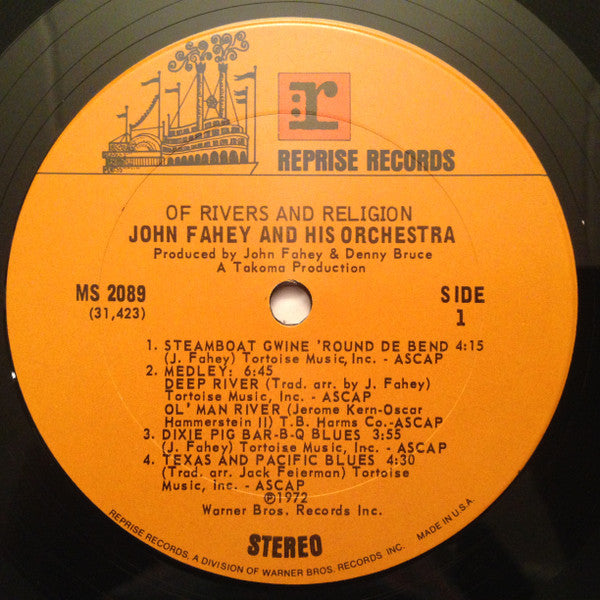 :r
REPRISE RECORDS
OF RIVERS AND RELIGION
JOHN FAHEY AND HIS ORCHESTRA
Produced by John Fahey & Denny Bruce
A Takoma Production
MS 2089
(31,423)
SIDE
1
1. STEAMBOAT GWINE 'ROUND DE BEND 4:15
(J. Fahey) Tortoise Music, Inc. - ASCAP
2. MEDLEY: 6:45
DEEP RIVER (Trad. arr. by J. Fahey)
Tortoise Music, Inc. - ASCAP
OL' MAN RIVER (Jerome Kern-Oscar
Hammerstein II) T.B. Harms Co.-ASCAP
3. DIXIE PIG BAR-B-Q BLUES 3:55
(J. Fahey) Tortoise Music, Inc. - ASCAP
4. TEXAS AND PACIFIC BLUES 4:30
(Trad. arr. Jack Feierman) Tortoise
Music, Inc. - ASCAP
℗1972
Warner Bros. Records Inc.
STEREO
REPRISE RECORDS, A DIVISION OF WARNER BROS. RECORDS INC. MADE IN U.S.A.